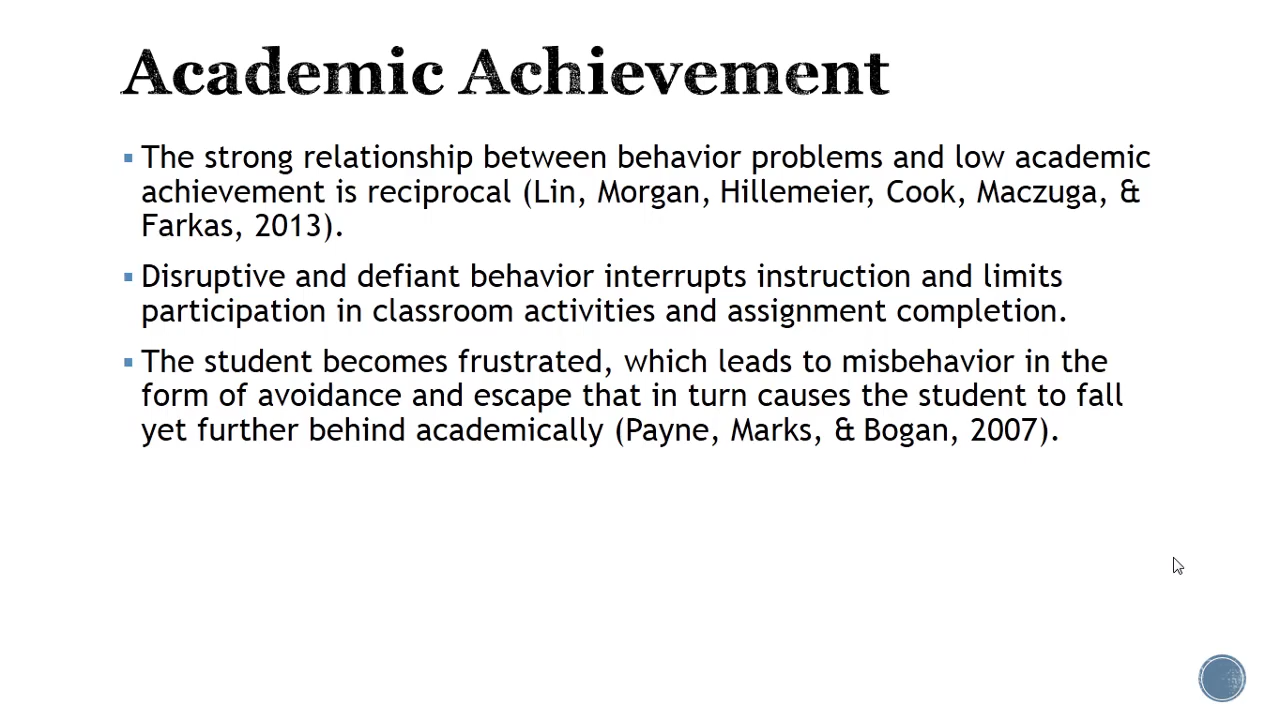 Academic Achievement
The strong relationship between behavior problems and low academic
achievement is reciprocal (Lin, Morgan, Hillemeier, Cook, Maczuga, &
Farkas, 2013).
Disruptive and defiant behavior interrupts instruction and limits
participation in classroom activities and assignment completion.
The student becomes frustrated, which leads to misbehavior in the
form of avoidance and escape that in turn causes the student to fall
yet further behind academically (Payne, Marks, & Bogan, 2007).